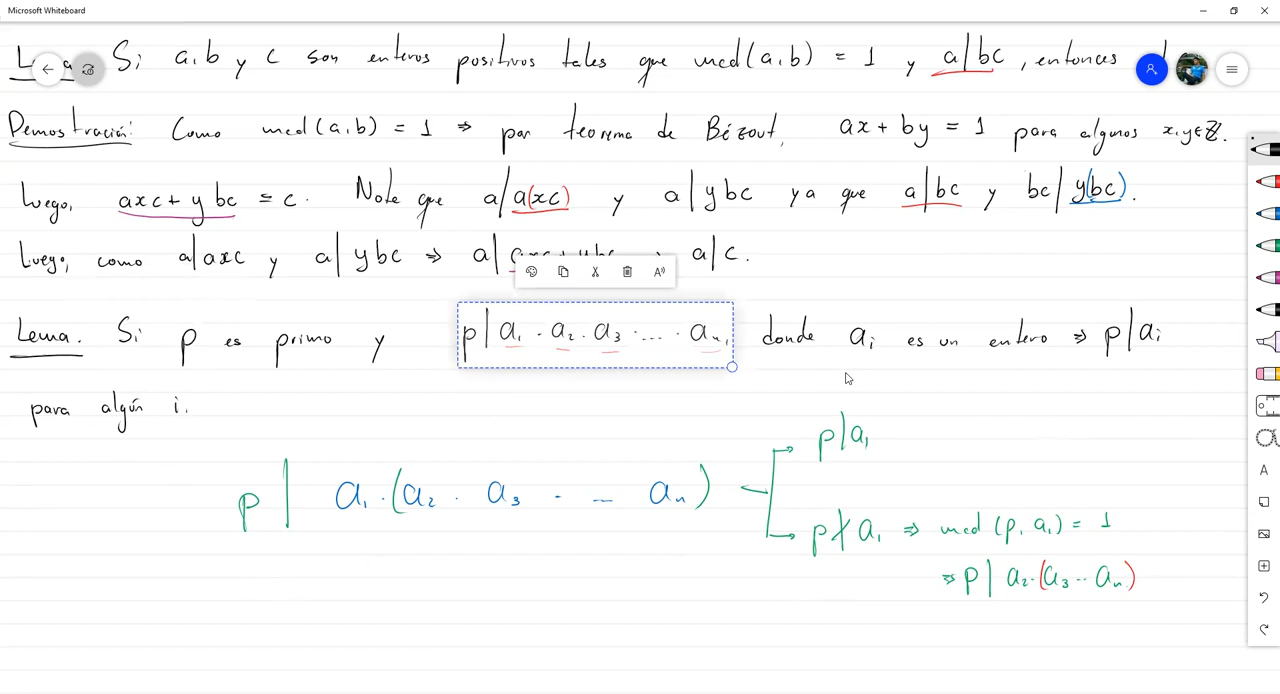 Microsoft Whiteboard
Si a, b y c son enteros positivos tales que mcd(a,b) = 1 y a|bc, entonces
Demostración: Como mcd(a,b) = 1 ⇒ por teorema de Bézout, ax + by = 1 para algunos x,y∈ℤ.
Luego, axc + ybc = c. Note que a|a(xc) y a|ybc ya que a|bc y bc|y(bc).
Luego, como a|axc y a|ybc ⇒ a| a|c.
Lema. Si p es primo y p|a₁·a₂·a₃·...·aₙ, donde aᵢ es un entero ⇒ p|aᵢ
para algún i.
p|a₁
p | a₁·(a₂·a₃·...aₙ)
p∤a₁ ⇒ mcd(p,a₁) = 1
⇒ p|a₂·(a₃...aₙ)
A